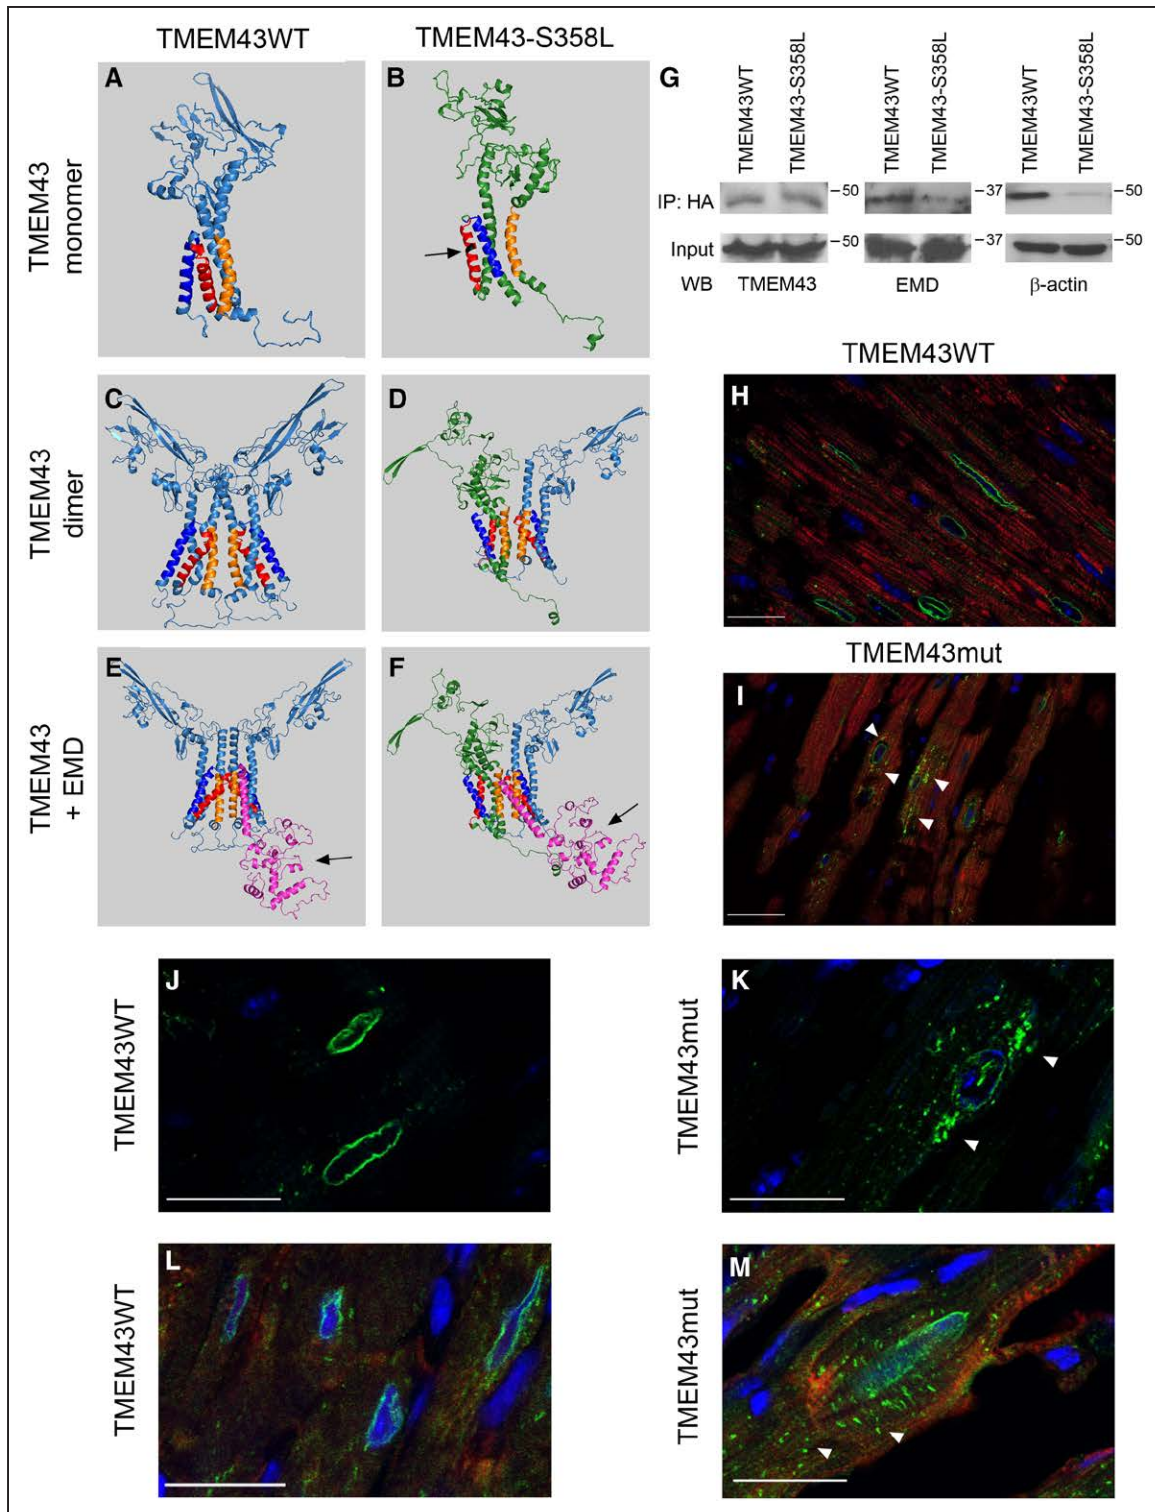 TMEM43WT
TMEM43-S358L
TMEM43
monomer
A
B
TMEM43
dimer
C
D
TMEM43
+ EMD
E
F
G
TMEM43WT
TMEM43-S358L
TMEM43WT
TMEM43-S358L
TMEM43WT
TMEM43-S358L
IP: HA
–50
–37
–50
Input
–50
–37
–50
WB
TMEM43
EMD
β-actin
TMEM43WT
H
TMEM43mut
I
TMEM43WT
J
TMEM43mut
K
TMEM43WT
L
TMEM43mut
M